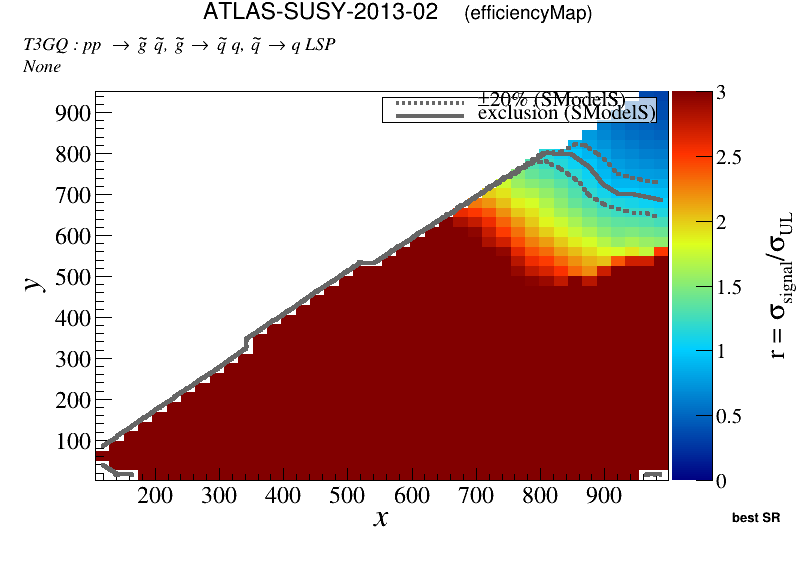 ATLAS-SUSY-2013-02 (efficiencyMap)
T3GQ : pp → g̃ q̃, g̃ → q̃ q, q̃ → q LSP
None
±20% (SModelS)
exclusion (SModelS)
900
800
700
600
500
400
300
200
100
y
200 300 400 500 600 700 800 900
x
3
2.5
2
1.5
1
0.5
0
r = σ_signal/σ_UL
best SR